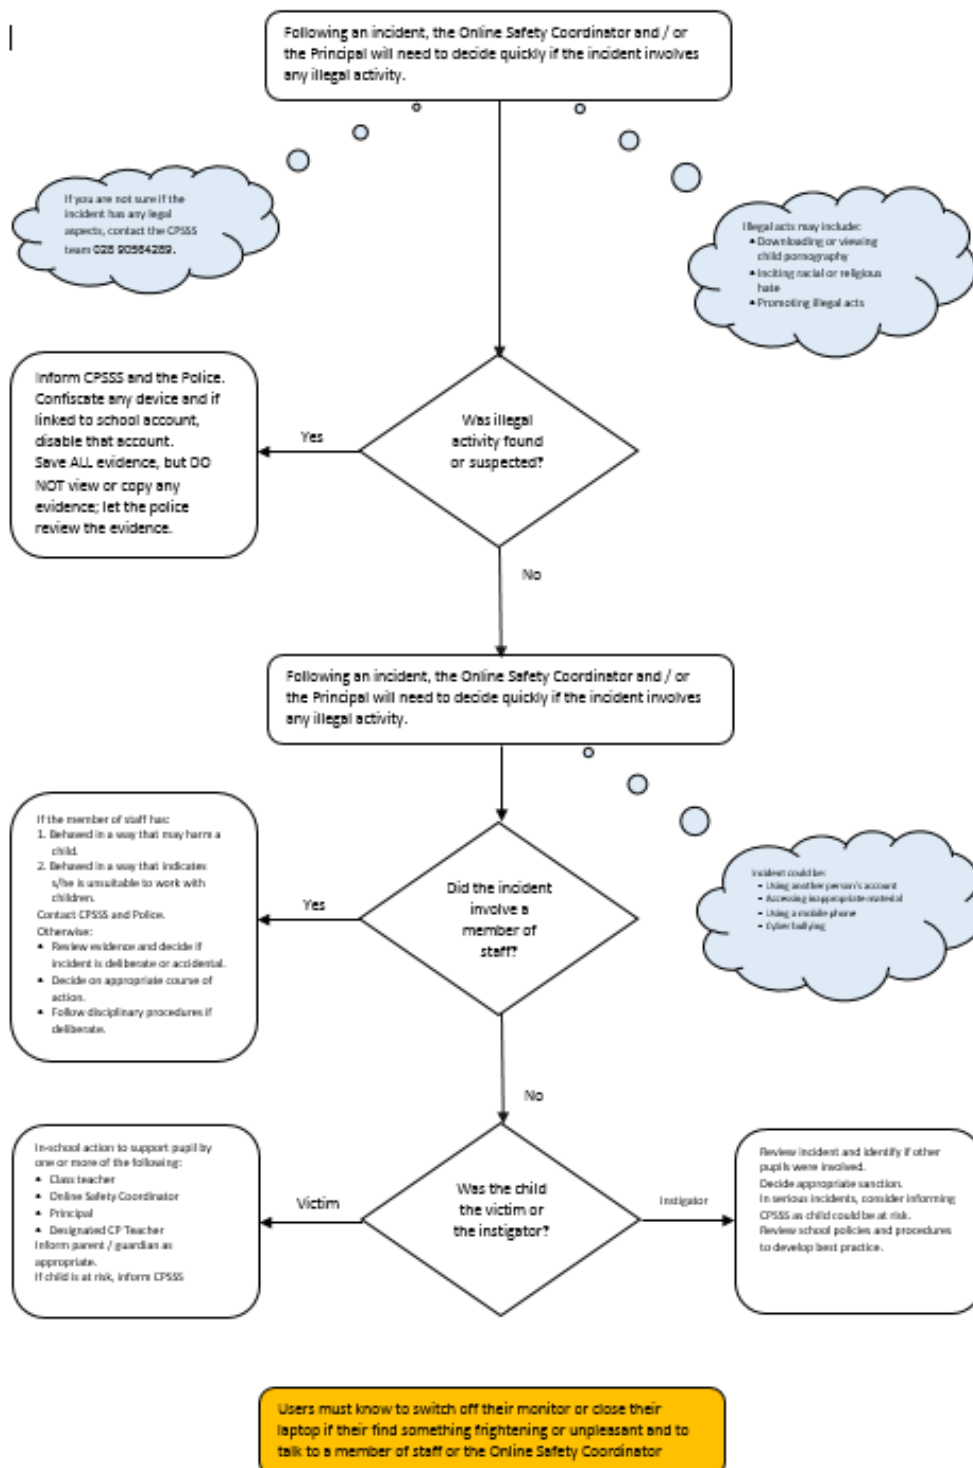 Following an incident, the Online Safety Coordinator and / or
the Principal will need to decide quickly if the incident involves
any illegal activity.
If you are not sure if the
incident has any legal
aspects, contact the CPSSS
team 028 90564289.
Illegal acts may include:
• Downloading or viewing
child pornography
• Inciting racial or religious
hate
• Promoting illegal acts
Inform CPSSS and the Police.
Confiscate any device and if
linked to school account,
disable that account.
Save ALL evidence, but DO
NOT view or copy any
evidence; let the police
review the evidence.
Yes
Was illegal
activity found
or suspected?
No
Following an incident, the Online Safety Coordinator and / or
the Principal will need to decide quickly if the incident involves
any illegal activity.
If the member of staff has:
1. Behaved in a way that may harm a
child.
2. Behaved in a way that indicates
s/he is unsuitable to work with
children.
Contact CPSSS and Police.
Otherwise:
• Review evidence and decide if
incident is deliberate or accidental.
• Decide on appropriate course of
action.
• Follow disciplinary procedures if
deliberate.
Yes
Did the incident
involve a
member of
staff?
Incident could be:
• Using another person's account
• Accessing inappropriate material
• Using a mobile phone
• Cyber bullying
No
In-school action to support pupil by
one or more of the following:
• Class teacher
• Online Safety Coordinator
• Principal
• Designated CP Teacher
Inform parent / guardian as
appropriate.
If child is at risk, inform CPSSS
Victim
Was the child
the victim or
the instigator?
Instigator
Review incident and identify if other
pupils were involved.
Decide appropriate sanction.
In serious incidents, consider informing
CPSSS as child could be at risk.
Review school policies and procedures
to develop best practice.
Users must know to switch off their monitor or close their
laptop if their find something frightening or unpleasant and to
talk to a member of staff or the Online Safety Coordinator